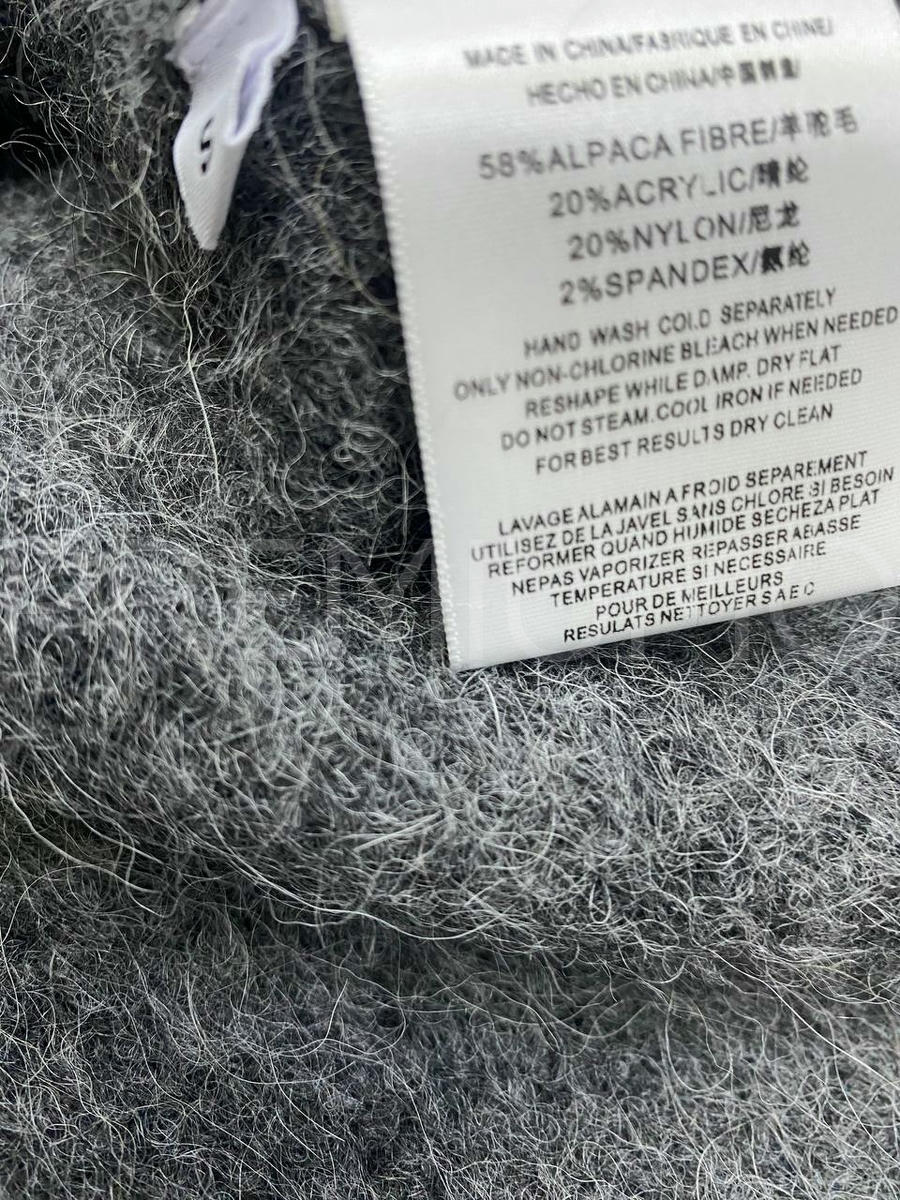 MADE IN CHINA/FABRIQUE EN CHINE/
HECHO EN CHINA/中国制造/
58%ALPACA FIBRE/羊驼毛
20%ACRYLIC/晴纶
20%NYLON/尼龙
2%SPANDEX/氨纶
HAND WASH COLD SEPARATELY
ONLY NON-CHLORINE BLEACH WHEN NEEDED
RESHAPE WHILE DAMP. DRY FLAT
DO NOT STEAM.COOL IRON IF NEEDED
FOR BEST RESULTS DRY CLEAN
LAVAGE ALAMAIN A FROID SEPAREMENT
UTILISEZ DE LA JAVEL SANS CHLORE SI BESOIN
REFORMER QUAND HUMIDE SECHEZA PLAT
NEPAS VAPORIZER REPASSER ABASSE
TEMPERATURE SI NECESSAIRE
POUR DE MEILLEURS
RESULATS NETTOYER S A E C